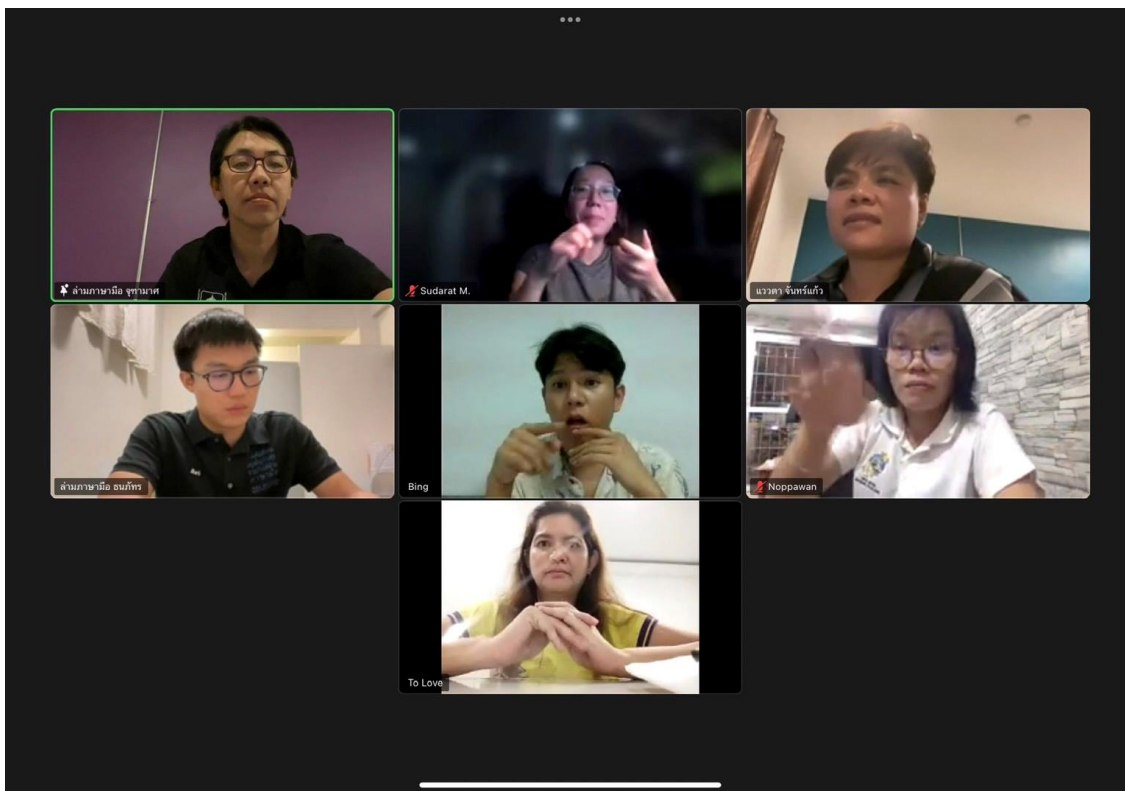 ล่ามภาษามือ จุฑามาศ
Sudarat M.
แววดา จันทร์แก้ว
ล่ามภาษามือ ธนภัทร
Bing
Noppawan
To Love